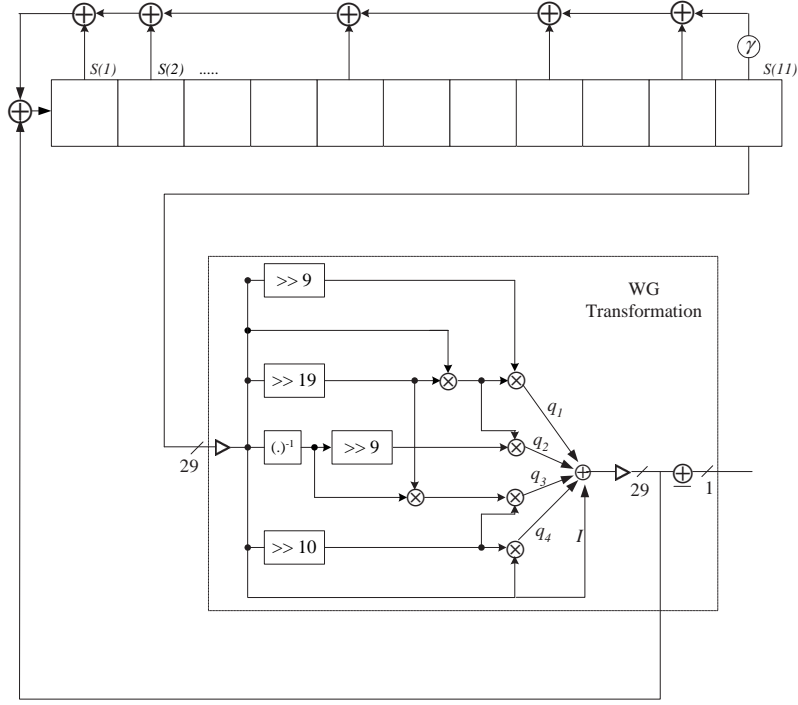 γ
S(1) S(2) ..... S(11)
WG
Transformation
>> 9
>> 19
q₁
(.)⁻¹ >> 9
q₂
29
q₃
29
1
>> 10
q₄
I